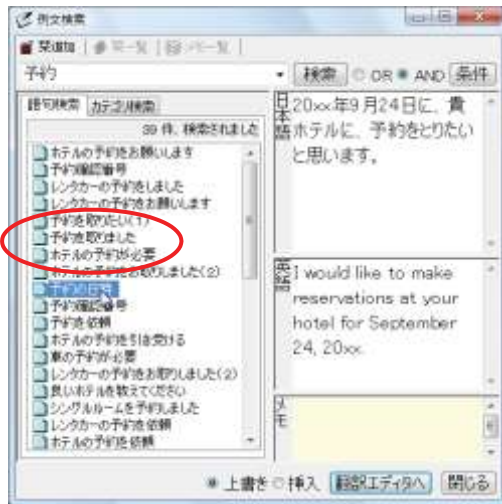 例文検索
予約
検索 OR AND 条件
語句検索 カテゴリ検索
39 件、検索されました
ホテルの予約をお願いします
予約確認番号
レンタカーの予約をしました
レンタカーの予約をお願いします
予約を取りたい(1)
予約を取りました
ホテルの予約が必要
ホテルの予約をお取りしました(2)
予約の日時
予約確認番号
予約を依頼
ホテルの予約を引き受ける
車の予約が必要
レンタカーの予約をお取りしました(2)
良いホテルを教えてください
シングルルームを予約しました
レンタカーの予約を依頼
ホテルの予約を依頼
日本語
20xx年9月24日に、貴
ホテルに、予約をとりたい
と思います。
英語
I would like to make
reservations at your
hotel for September
24, 20xx.
メモ
上書き 挿入 翻訳エディタへ 閉じる